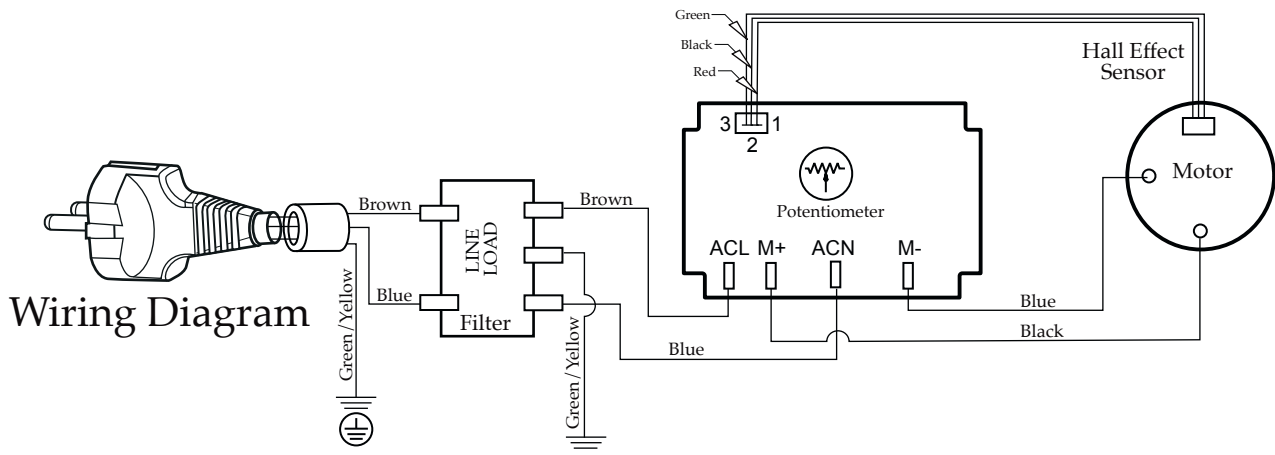 Green
Black
Red
Hall Effect
Sensor
3
1
2
Motor
Potentiometer
Brown
Brown
LINE
LOAD
ACL
M+
ACN
M-
Wiring Diagram
Blue
Filter
Blue
Black
Blue
Green/Yellow
Green/Yellow